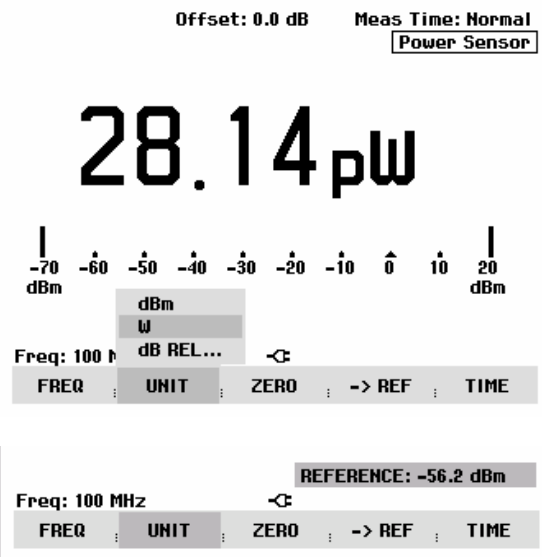 Offset: 0.0 dB Meas Time: Normal
Power Sensor
28.14 pW
-70 -60 -50 -40 -30 -20 -10 0 10 20
dBm dBm
dBm
W
dB REL...
Freq: 100
FREQ UNIT ZERO -> REF TIME
REFERENCE: -56.2 dBm
Freq: 100 MHz
FREQ UNIT ZERO -> REF TIME